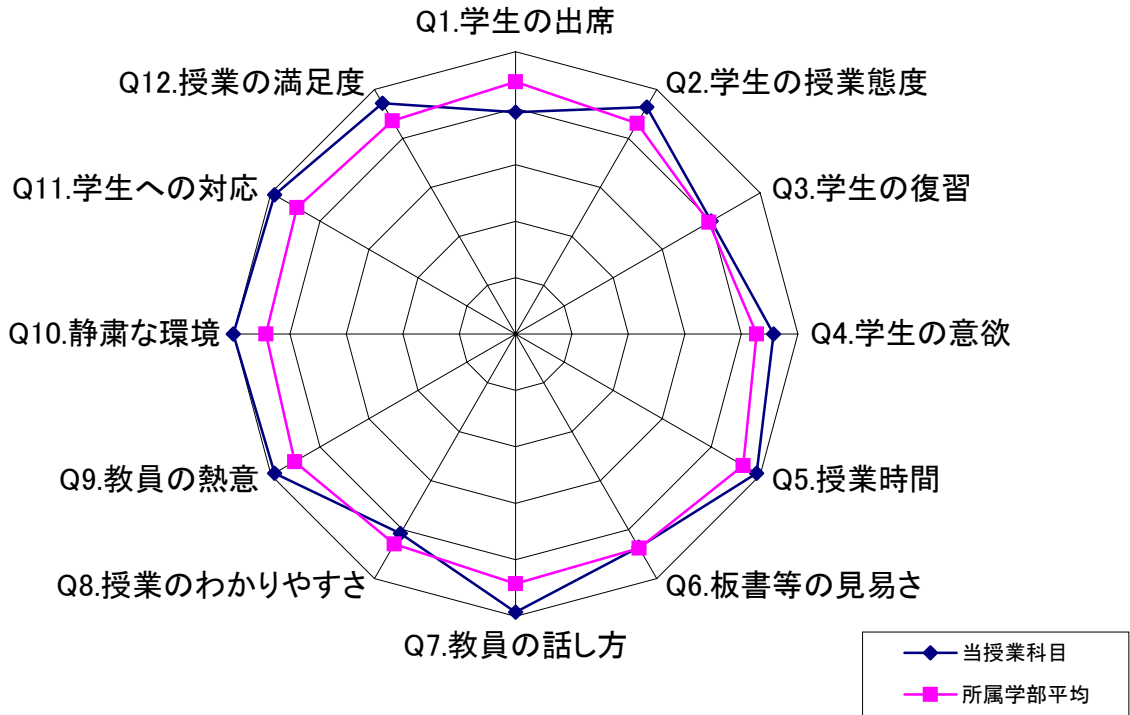 Q1.学生の出席
Q2.学生の授業態度
Q3.学生の復習
Q4.学生の意欲
Q5.授業時間
Q6.板書等の見易さ
Q7.教員の話し方
Q8.授業のわかりやすさ
Q9.教員の熱意
Q10.静粛な環境
Q11.学生への対応
Q12.授業の満足度
当授業科目
所属学部平均